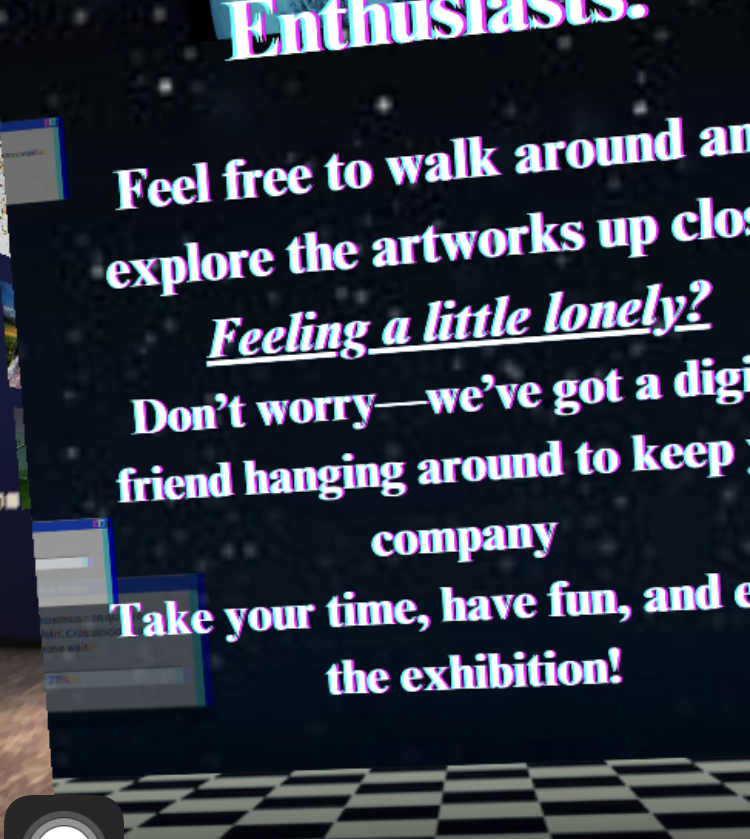 Enthusiasts!
Feel free to walk around an
explore the artworks up clos
Feeling a little lonely?
Don't worry—we've got a digi
friend hanging around to keep
company
Take your time, have fun, and e
the exhibition!
27%